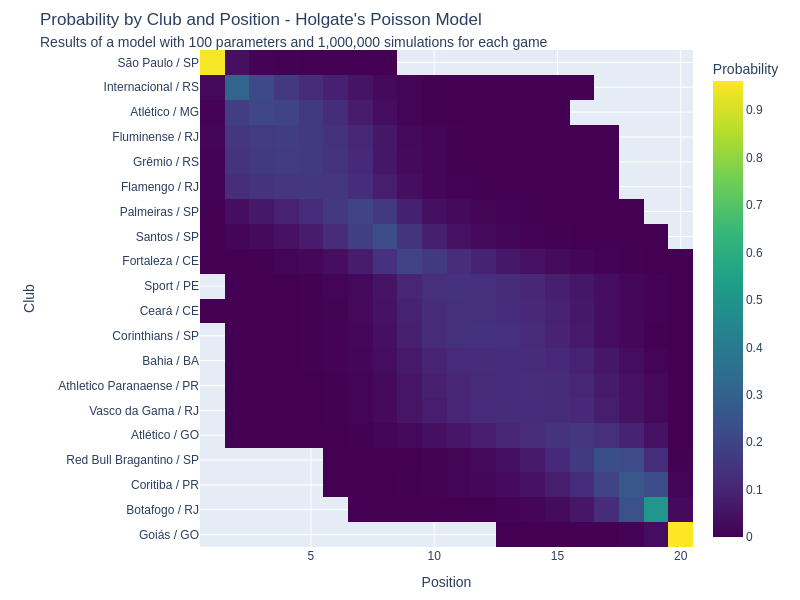 Probability by Club and Position - Holgate's Poisson Model
Results of a model with 100 parameters and 1,000,000 simulations for each game
Probability
São Paulo / SP
Internacional / RS
Atlético / MG
Fluminense / RJ
Grêmio / RS
Flamengo / RJ
Palmeiras / SP
Santos / SP
Fortaleza / CE
Sport / PE
Ceará / CE
Corinthians / SP
Bahia / BA
Athletico Paranaense / PR
Vasco da Gama / RJ
Atlético / GO
Red Bull Bragantino / SP
Coritiba / PR
Botafogo / RJ
Goiás / GO
Club
5 10 15 20
Position
0.9
0.8
0.7
0.6
0.5
0.4
0.3
0.2
0.1
0